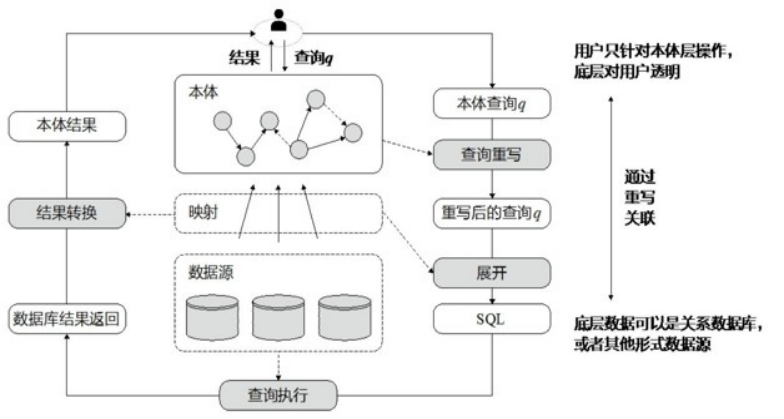 结果
查询q
用户只针对本体层操作，
底层对用户透明
本体
本体查询q
本体结果
查询重写
通过
重写
关联
结果转换
映射
重写后的查询q
数据源
展开
数据库结果返回
SQL
底层数据可以是关系数据库，
或者其他形式数据源
查询执行